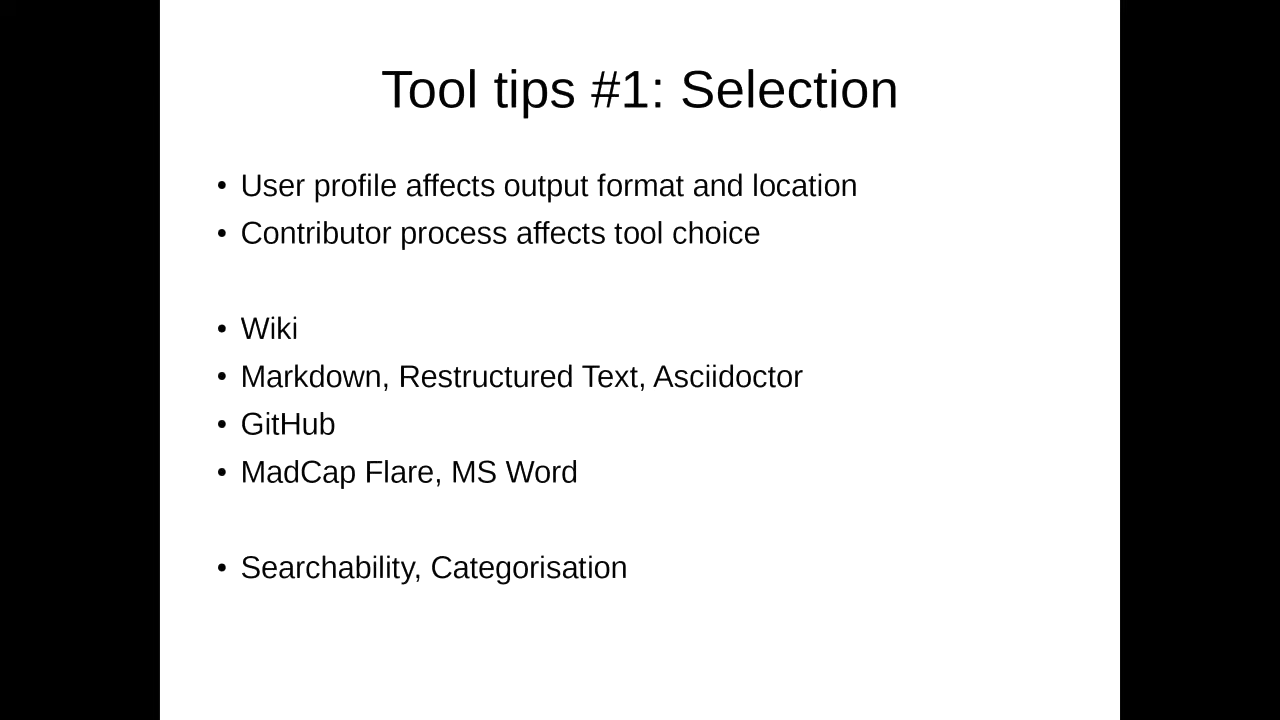 Tool tips #1: Selection
• User profile affects output format and location
• Contributor process affects tool choice
• Wiki
• Markdown, Restructured Text, Asciidoctor
• GitHub
• MadCap Flare, MS Word
• Searchability, Categorisation